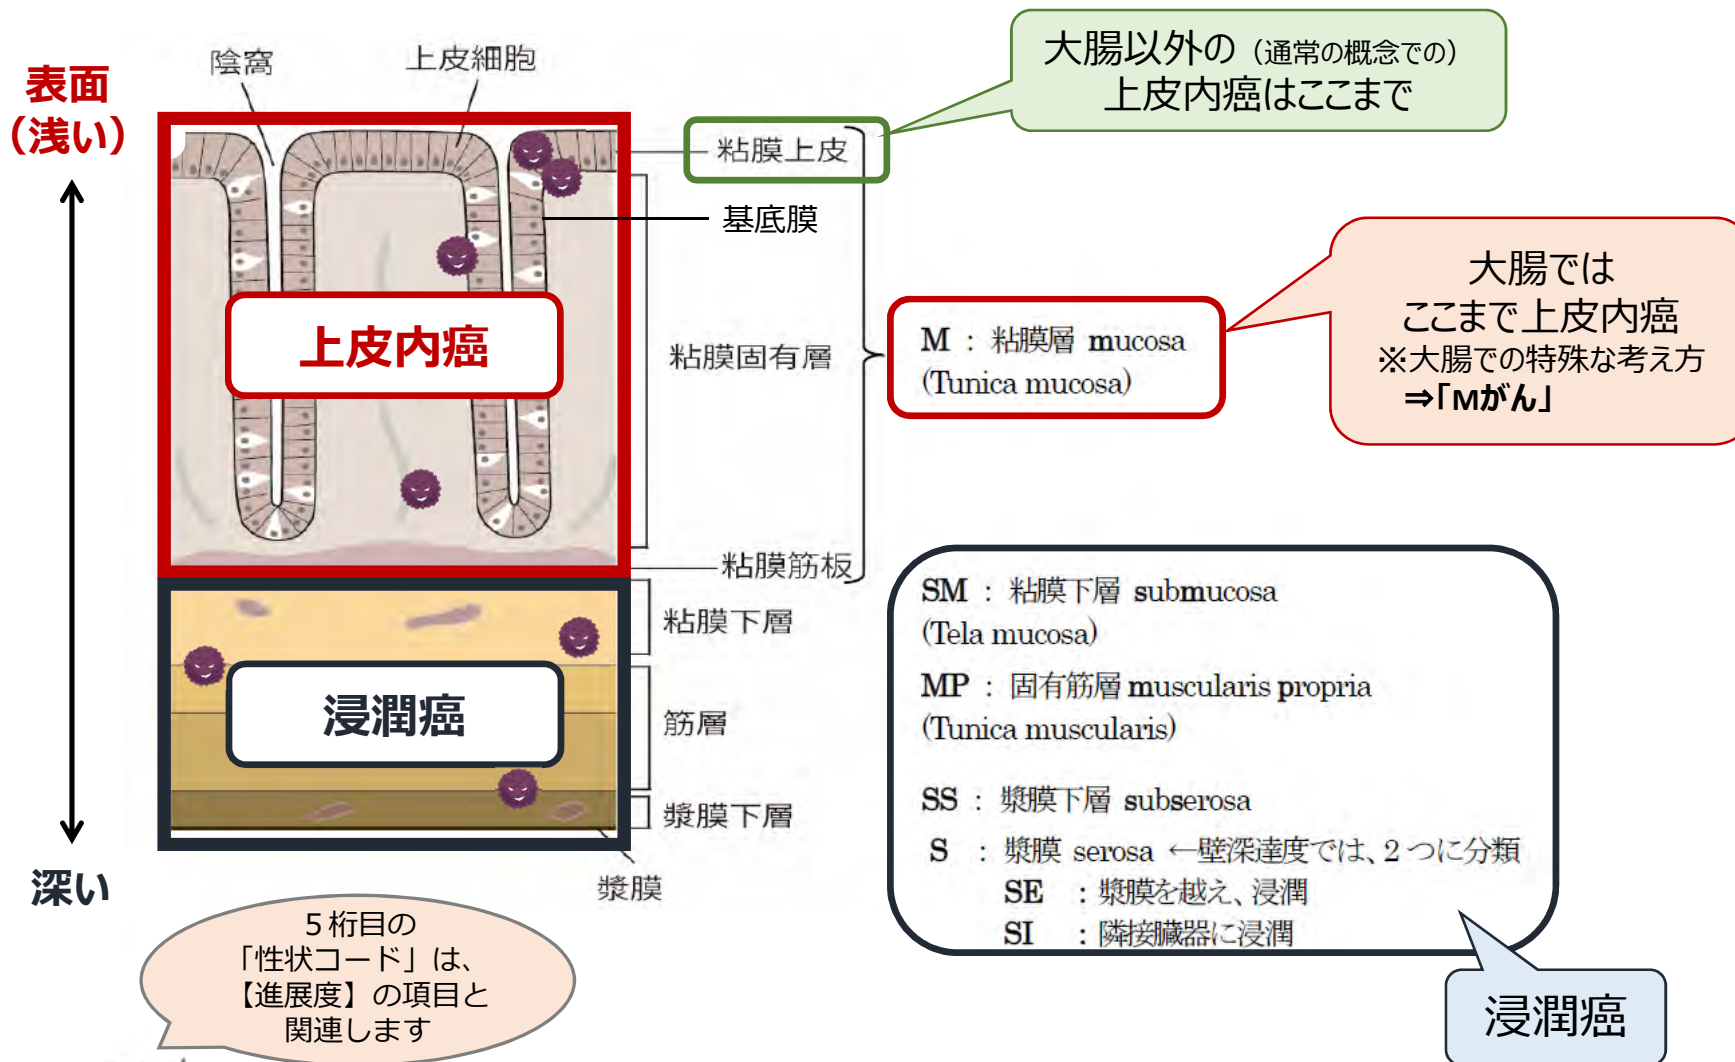 陰窩
上皮細胞
表面
（浅い）
大腸以外の（通常の概念での）
上皮内癌はここまで
粘膜上皮
基底膜
上皮内癌
粘膜固有層
M ： 粘膜層 mucosa
(Tunica mucosa)
大腸では
ここまで上皮内癌
※大腸での特殊な考え方
⇒「Mがん」
粘膜筋板
粘膜下層
浸潤癌
筋層
漿膜下層
漿膜
深い
SM ： 粘膜下層 submucosa
(Tela mucosa)
MP ： 固有筋層 muscularis propria
(Tunica muscularis)
SS ： 漿膜下層 subserosa
S ： 漿膜 serosa ←壁深達度では、2つに分類
SE ：漿膜を越え、浸潤
SI ：隣接臓器に浸潤
浸潤癌
５桁目の
「性状コード」は、
【進展度】の項目と
関連します